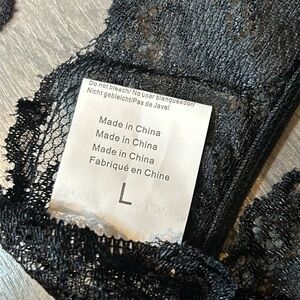 Do not bleach/ No usar blanqueador/
Nicht gebleicht/Pas de Javel
Made in China
Made in China
Made in China
Fabriqué en Chine
L